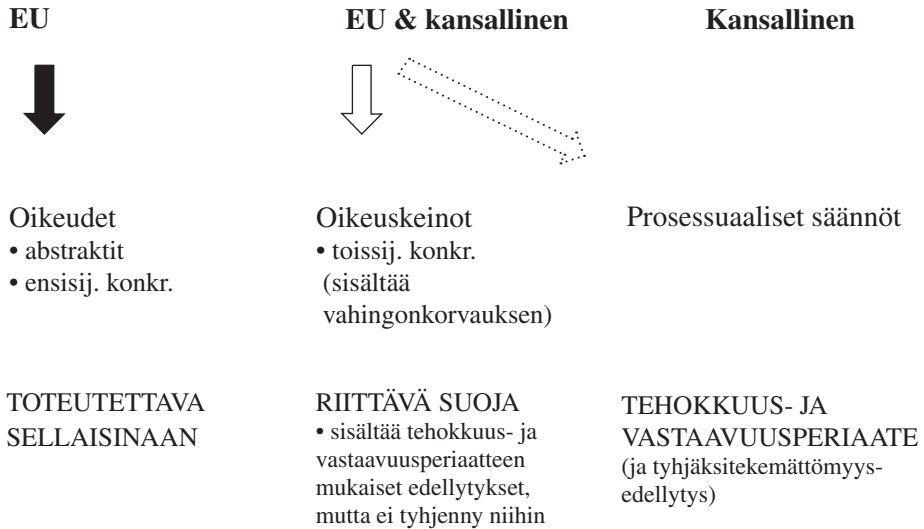 EU
EU & kansallinen
Kansallinen
Oikeudet
• abstraktit
• ensisij. konkr.
Oikeuskeinot
• toissij. konkr.
(sisältää
vahingonkorvauksen)
Prosessuaaliset säännöt
TOTEUTETTAVA
SELLAISINAAN
RIITTÄVÄ SUOJA
• sisältää tehokkuus- ja
vastaavuusperiaatteen
mukaiset edellytykset,
mutta ei tyhjenny niihin
TEHOKKUUS- JA
VASTAAVUUSPERIAATE
(ja tyhjäksitekemättömyys-
edellytys)